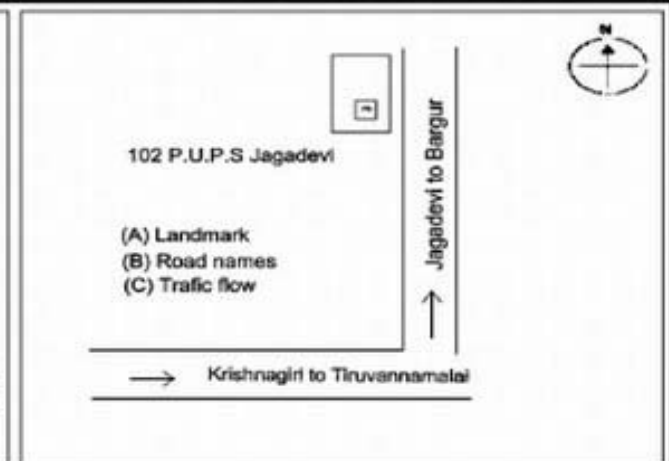 N
102 P.U.P.S Jagadevi
Jagadevi to Bargur
(A) Landmark
(B) Road names
(C) Trafic flow
Krishnagiri to Tiruvannamalai